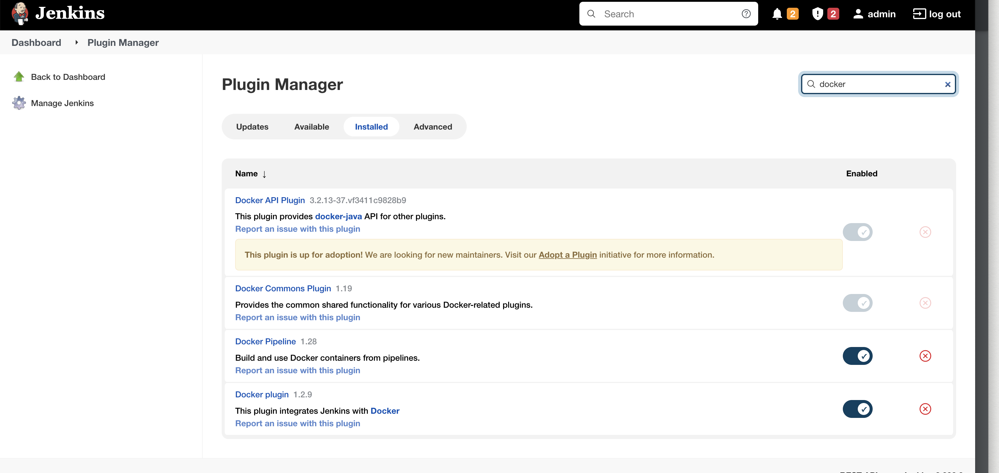 Jenkins
Search
2
2
admin
log out
Dashboard
Plugin Manager
Back to Dashboard
Manage Jenkins
Plugin Manager
docker
Updates
Available
Installed
Advanced
Name ↓
Enabled
Docker API Plugin 3.2.13-37.vf3411c9828b9
This plugin provides docker-java API for other plugins.
Report an issue with this plugin
This plugin is up for adoption! We are looking for new maintainers. Visit our Adopt a Plugin initiative for more information.
Docker Commons Plugin 1.19
Provides the common shared functionality for various Docker-related plugins.
Report an issue with this plugin
Docker Pipeline 1.28
Build and use Docker containers from pipelines.
Report an issue with this plugin
Docker plugin 1.2.9
This plugin integrates Jenkins with Docker
Report an issue with this plugin